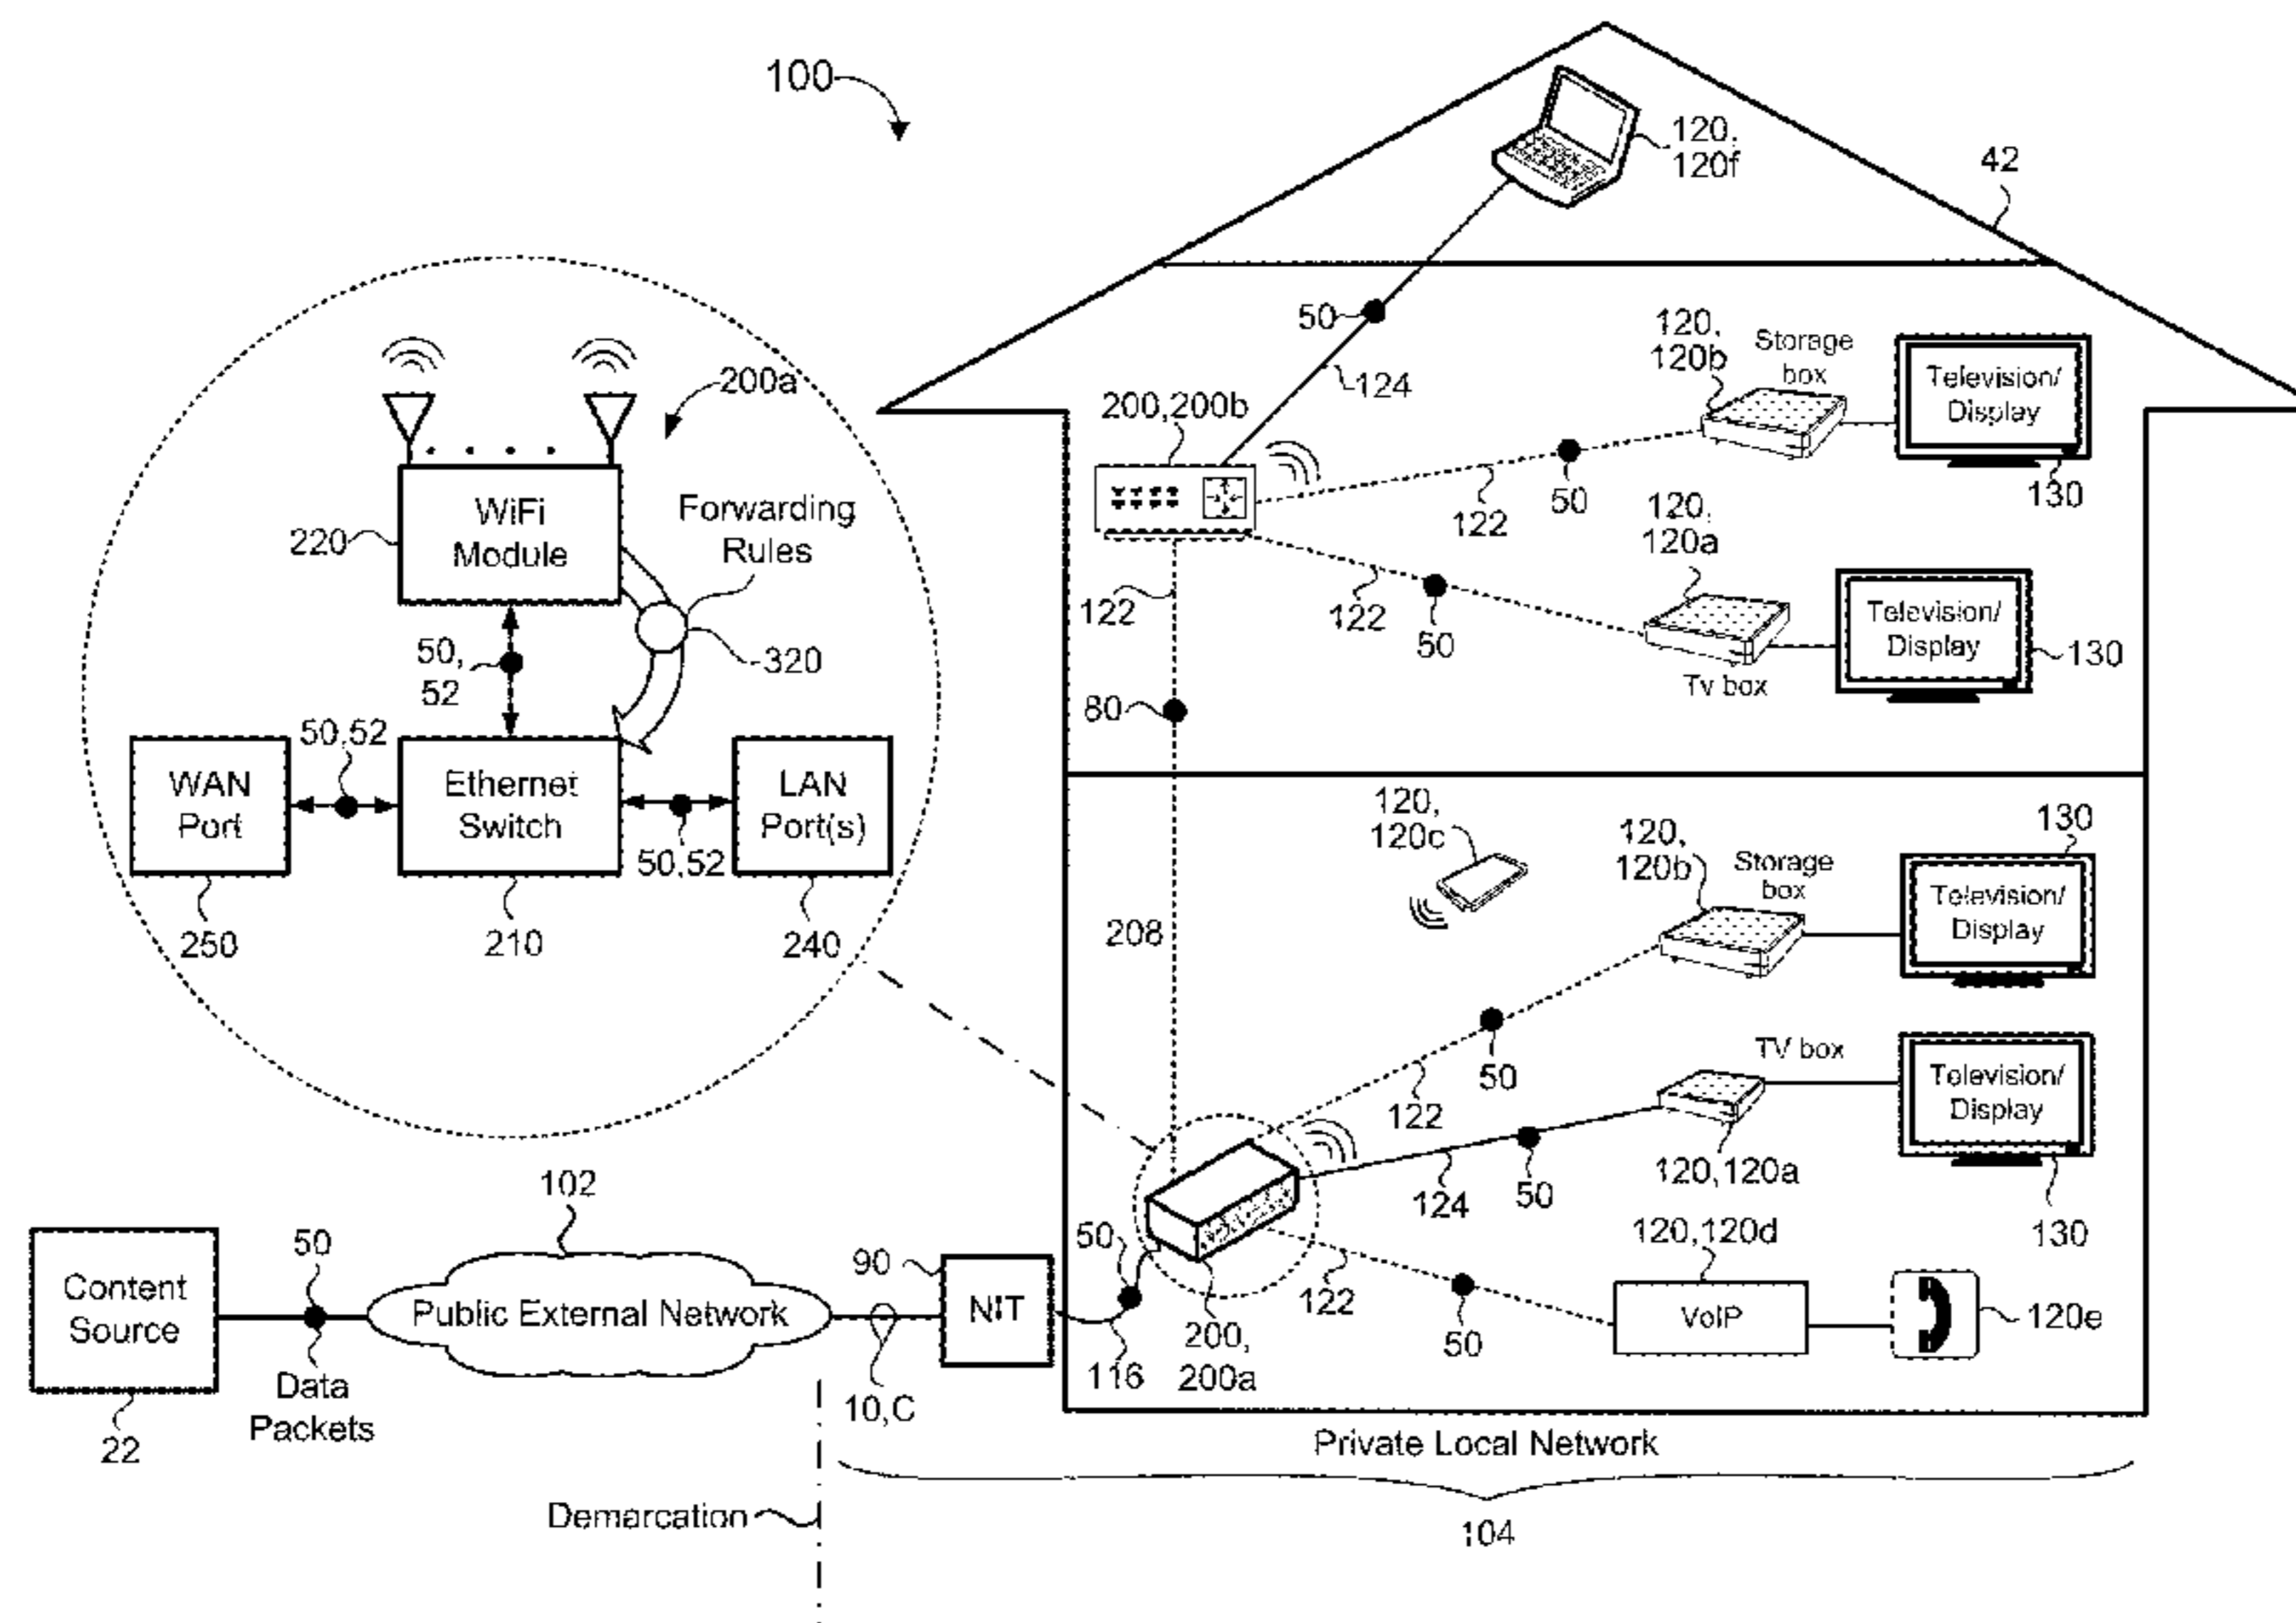 100
120,
120f
42
50
124
120,
120b
Storage
box
Television/
Display
130
200a
200,200b
122
50
120,
120a
Television/
Display
130
Tv box
122
50
122
WiFi
Module
220
Forwarding
Rules
320
50,
52
80
WAN
Port
50,52
Ethernet
Switch
50,52
LAN
Port(s)
250
210
240
208
120,
120c
120,
120b
Storage
box
130
Television/
Display
50
122
TV box
Television/
Display
120,120a
130
124
50
102
50
Content
Source
22
Data
Packets
Public External Network
90
NIT
50
116
10,C
200,
200a
122
50
120,120d
VoIP
120e
Private Local Network
Demarcation
104